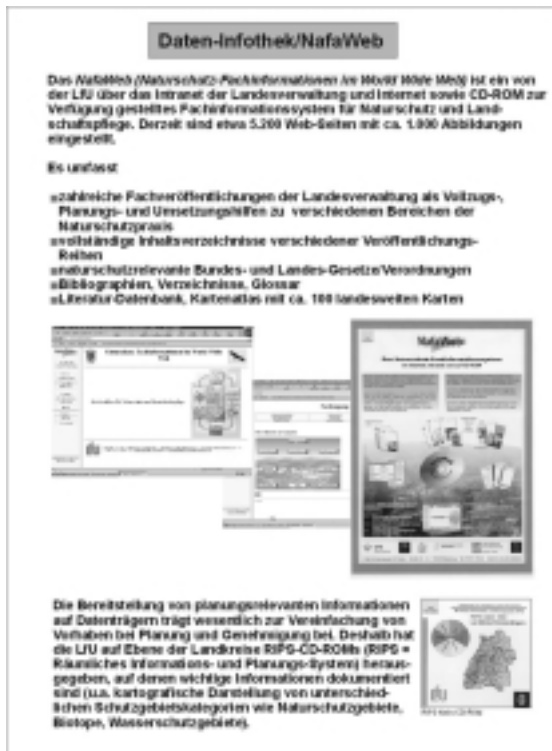 Daten-Infothek/NafaWeb
Das NafaWeb (Naturschutz-Fachinformationen im World Wide Web) ist ein von
der LfU über das Intranet der Landesverwaltung und Internet sowie CD-ROM zur
Verfügung gestelltes Fachinformationssystem für Naturschutz und Land-
schaftspflege. Derzeit sind etwa 5.200 Web-Seiten mit ca. 1.000 Abbildungen
eingestellt.
Es umfasst
zahlreiche Fachveröffentlichungen der Landesverwaltung als Vollzugs-,
Planungs- und Umsetzungshilfen zu verschiedenen Bereichen der
Naturschutzpraxis
vollständige Inhaltsverzeichnisse verschiedener Veröffentlichungs-
Reihen
naturschutzrelevante Bundes- und Landes-Gesetze/Verordnungen
Bibliographien, Verzeichnisse, Glossar
Literatur-Datenbank, Kartenatlas mit ca. 100 landesweiten Karten
NafaWeb
Die Bereitstellung von planungsrelevanten Informationen
auf Datenträgern trägt wesentlich zur Vereinfachung von
Vorhaben bei Planung und Genehmigung bei. Deshalb hat
die LfU auf Ebene der Landkreise RIPS-CD-ROMs (RIPS =
Räumliches Informations- und Planungs-System) heraus-
gegeben, auf denen wichtige Informationen dokumentiert
sind (u.a. kartografische Darstellung von unterschied-
lichen Schutzgebietskategorien wie Naturschutzgebiete,
Biotope, Wasserschutzgebiete).